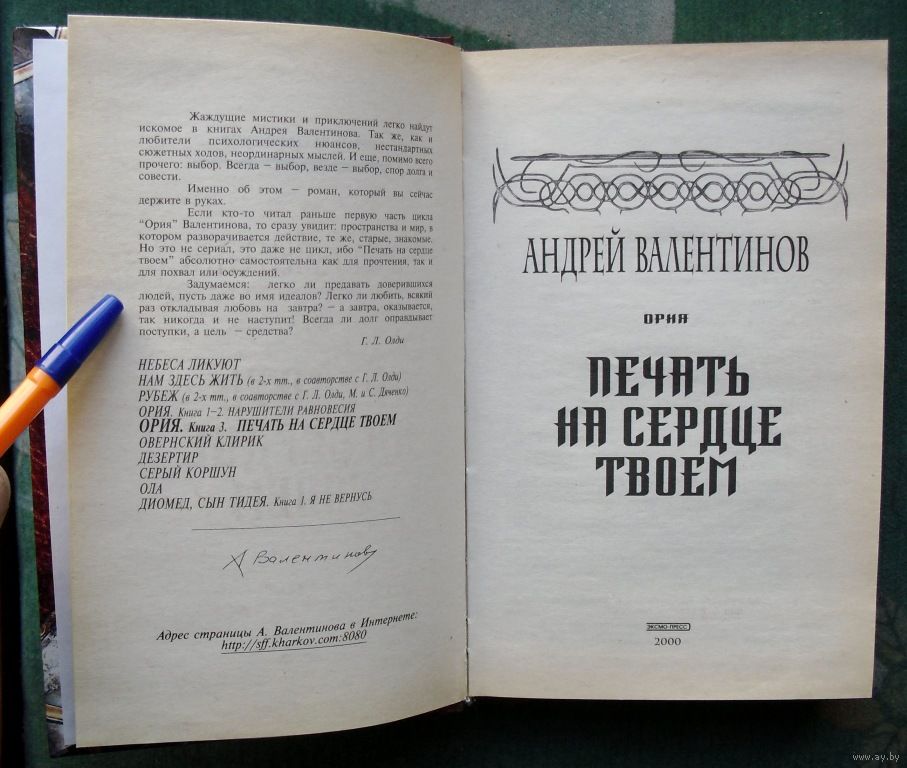 Жаждущие мистики и приключений легко найдут
искомое в книгах Андрея Валентинова. Так же, как и
любители психологических нюансов, нестандартных
сюжетных ходов, неординарных мыслей. И еще, помимо всего
прочего: выбор. Всегда — выбор, везде — выбор, спор долга и
совести.
Именно об этом — роман, который вы сейчас
держите в руках.
Если кто-то читал раньше первую часть цикла
"Ория" Валентинова, то сразу увидит: пространства и мир, в
котором разворачивается действие, те же, старые, знакомые.
Но это не сериал, это даже не цикл, ибо "Печать на сердце
твоем" абсолютно самостоятельна как для прочтения, так и
для похвал или осуждений.
Задумаемся: легко ли предавать доверившихся
людей, пусть даже во имя идеалов? Легко ли любить, всякий
раз откладывая любовь на завтра? — а завтра, оказывается,
так никогда и не наступит! Всегда ли долг оправдывает
поступки, а цель — средства?
Г. Л. Олди
НЕБЕСА ЛИКУЮТ
НАМ ЗДЕСЬ ЖИТЬ (в 2-х тт., в соавторстве с Г. Л. Олди)
РУБЕЖ (в 2-х тт., в соавторстве с Г. Л. Олди, М. и С. Дяченко)
ОРИЯ. Книга 1-2. НАРУШИТЕЛИ РАВНОВЕСИЯ
ОРИЯ. Книга 3. ПЕЧАТЬ НА СЕРДЦЕ ТВОЕМ
ОВЕРНСКИЙ КЛИРИК
ДЕЗЕРТИР
СЕРЫЙ КОРШУН
ОЛА
ДИОМЕД, СЫН ТИДЕЯ. Книга 1. Я НЕ ВЕРНУСЬ
А Валентинов
Адрес страницы А. Валентинова в Интернете:
http://sff.kharkov.com:8080
АНДРЕЙ ВАЛЕНТИНОВ
ОРИЯ
ПЕЧАТЬ
НА СЕРДЦЕ
ТВОЕМ
ЭКСМО-ПРЕСС
2000
www.ay.by